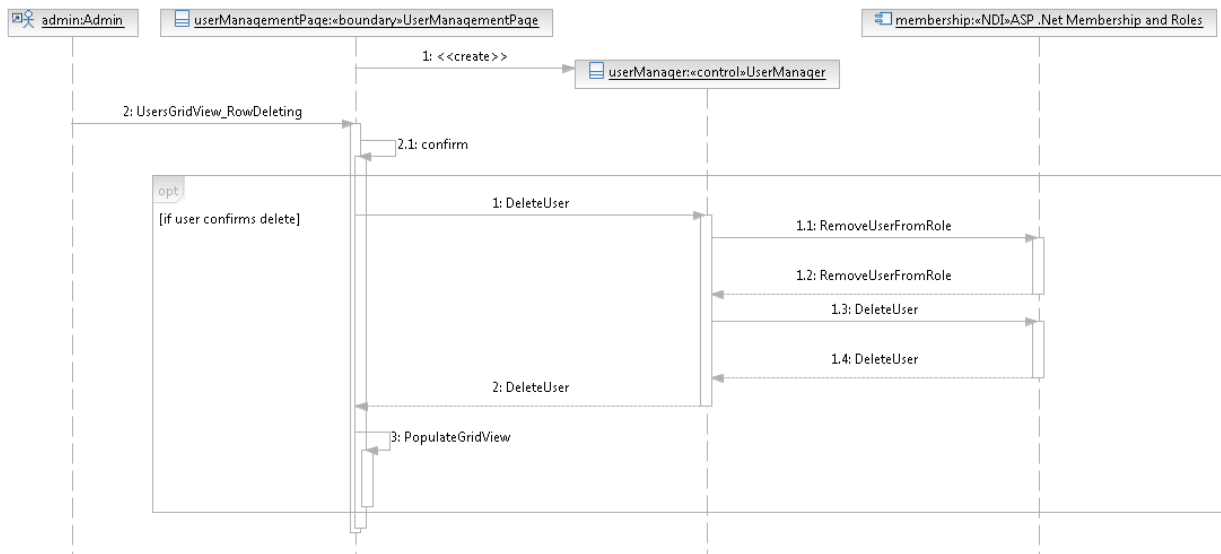 admin:Admin
userManagementPage:«boundary»UserManagementPage
membership:«NDI»ASP .Net Membership and Roles
1: <<create>>
userManager:«control»UserManager
2: UsersGridView_RowDeleting
2.1: confirm
opt
[if user confirms delete]
1: DeleteUser
1.1: RemoveUserFromRole
1.2: RemoveUserFromRole
1.3: DeleteUser
1.4: DeleteUser
2: DeleteUser
3: PopulateGridView